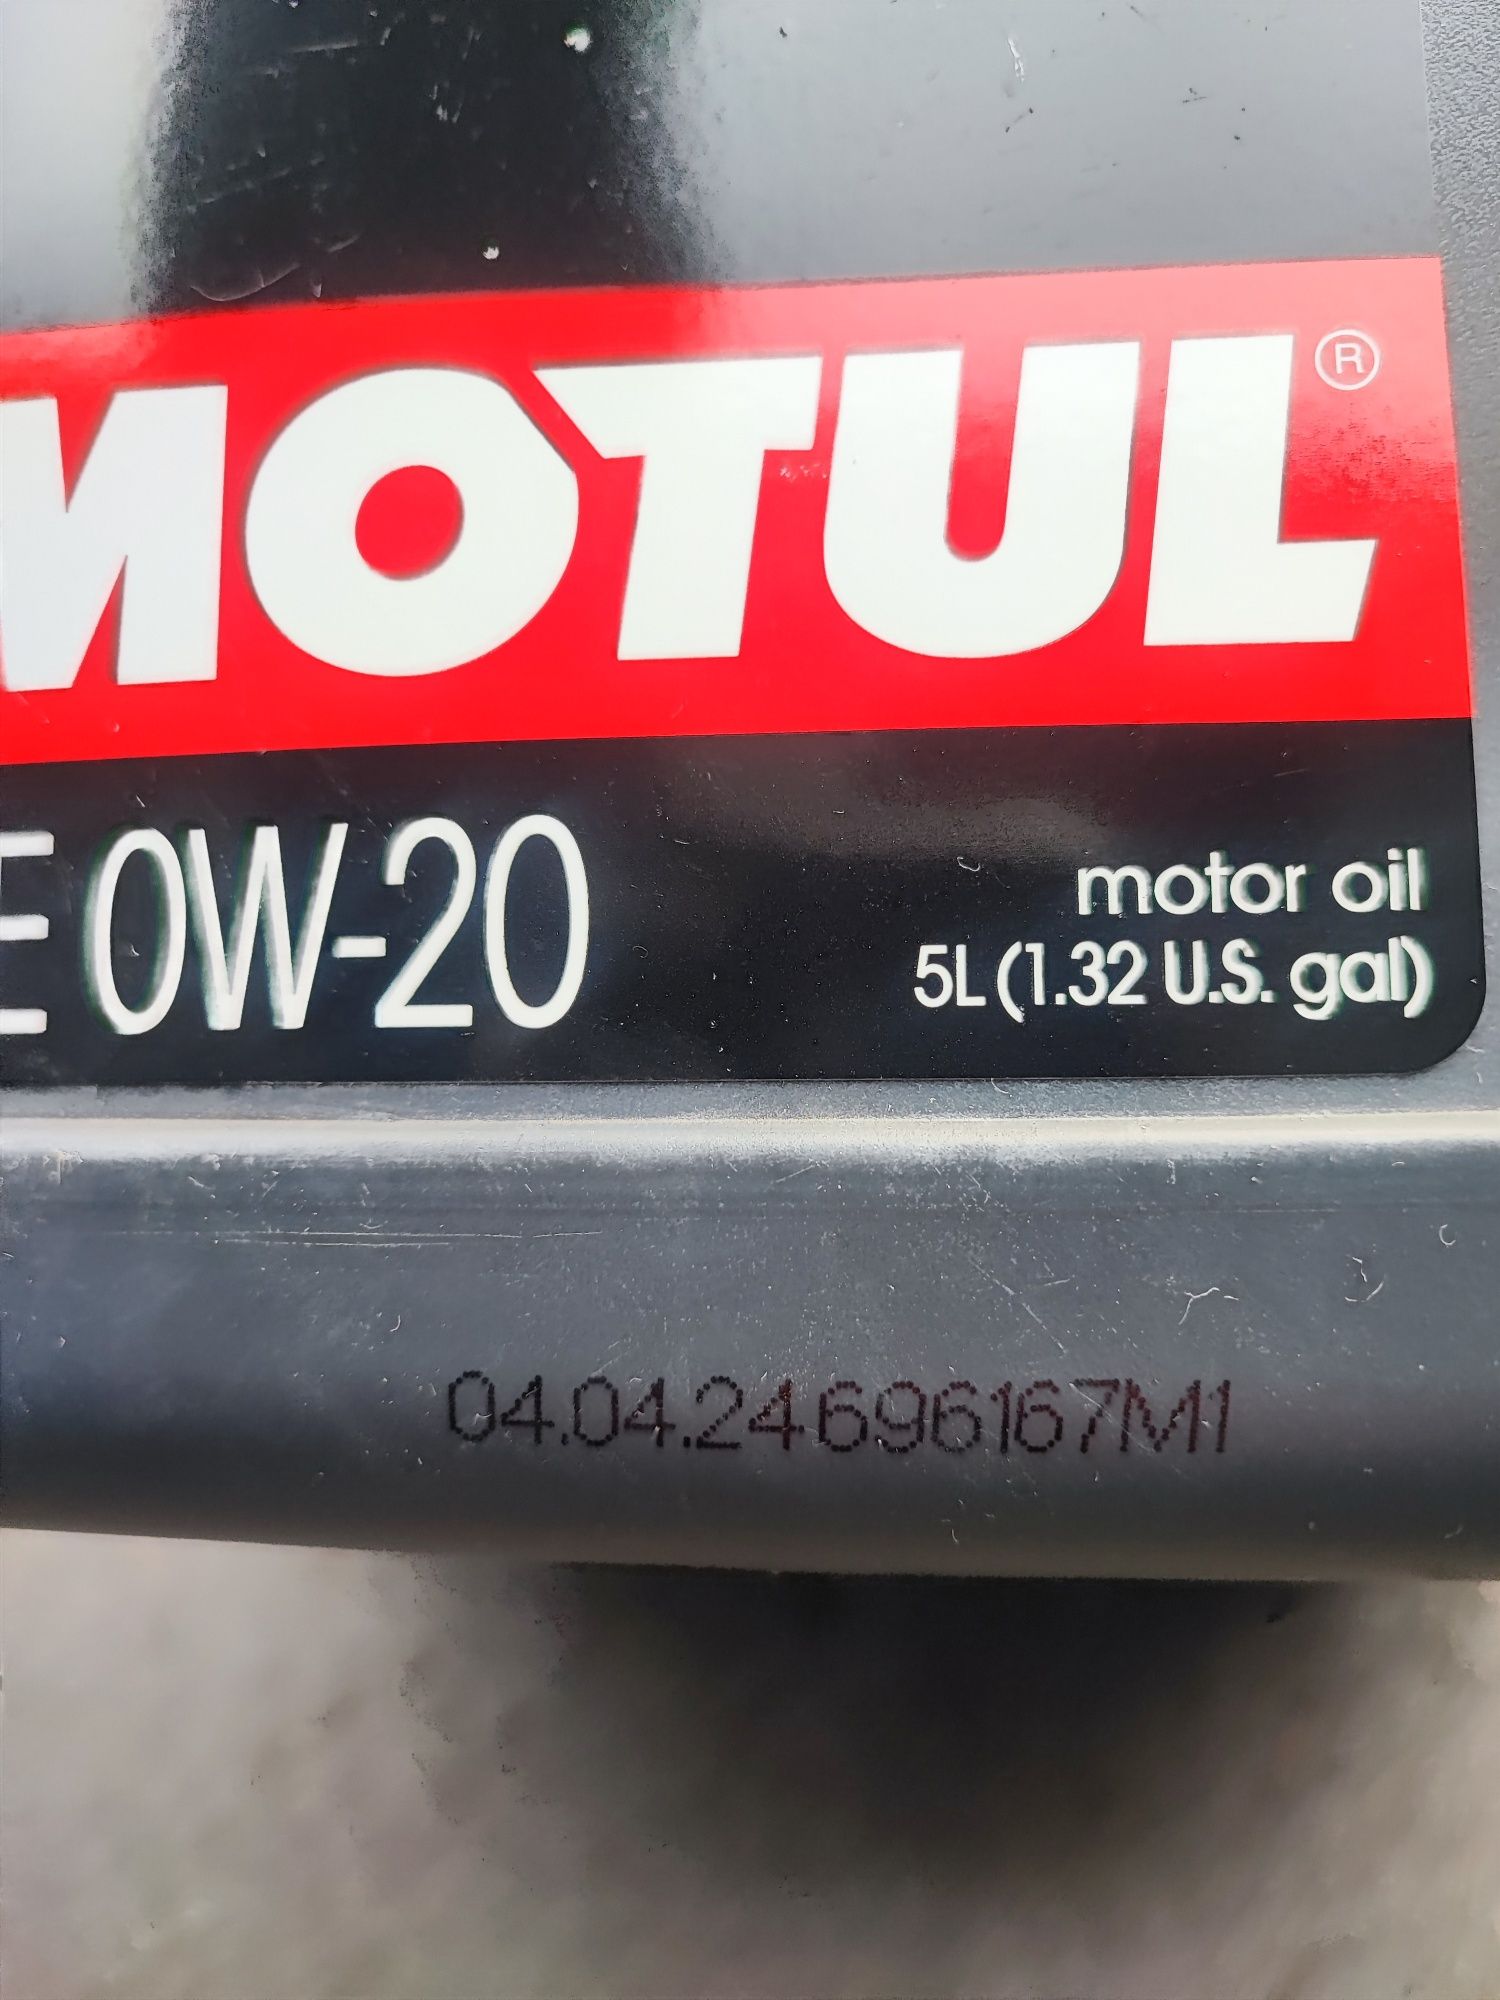 MOTUL®
E 0W-20
motor oil
5L (1.32 U.S. gal)
04.04.24 696167M1